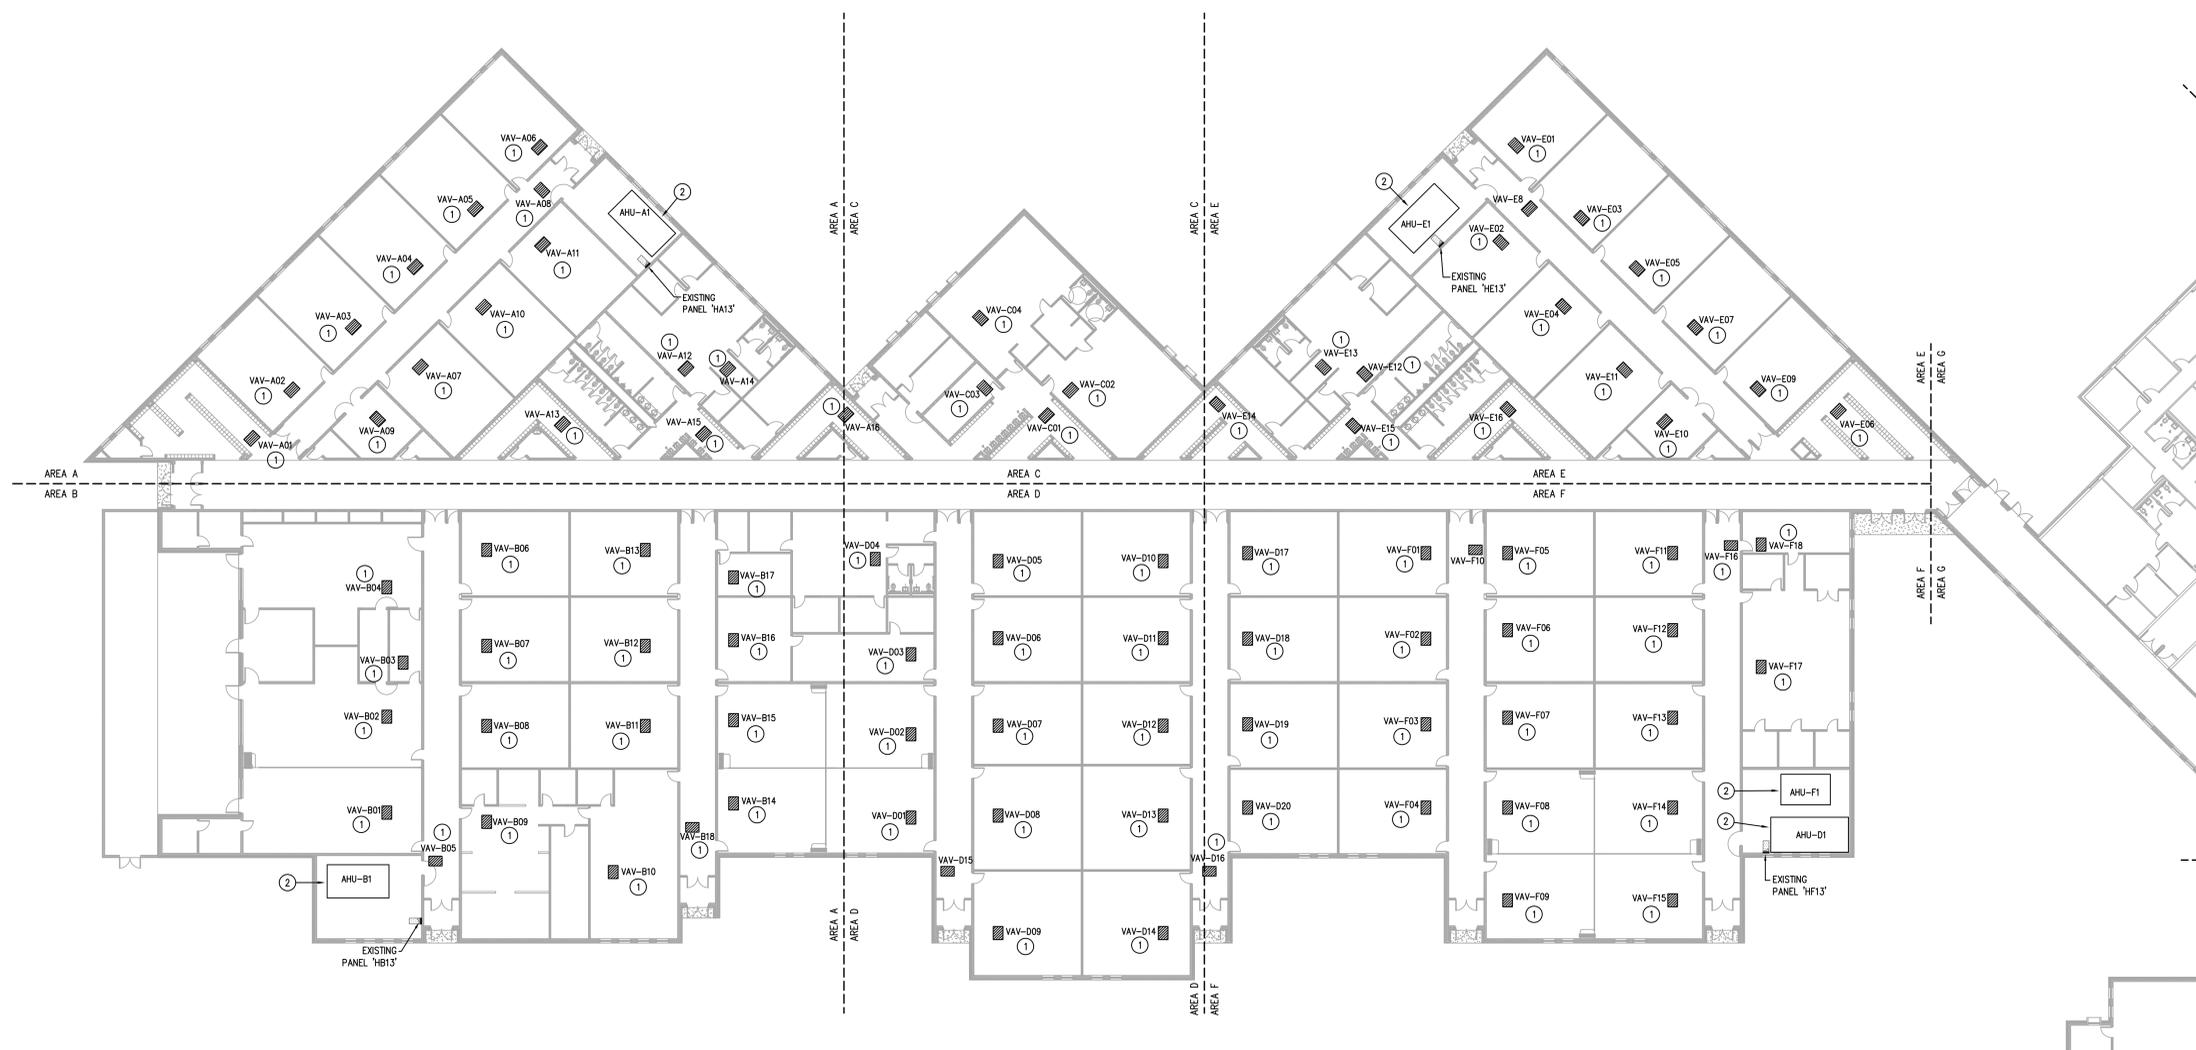 VAV-A06
1
VAV-A05
1
VAV-A08
1
VAV-A04
1
VAV-A11
1
VAV-A03
1
VAV-A10
1
VAV-A02
1
VAV-A07
1
VAV-A09
1
VAV-A01
1
AHU-A1
2
EXISTING
PANEL 'HA13'
1
VAV-A12
1
VAV-A14
VAV-A13
1
VAV-A15
1
1
VAV-A16
AREA A
AREA C
VAV-C04
1
VAV-C03
1
VAV-C02
1
VAV-C01
1
AREA C
AREA E
2
AHU-E1
EXISTING
PANEL 'HE13'
VAV-E01
1
VAV-E8
VAV-E03
1
VAV-E02
1
VAV-E05
1
VAV-E04
1
VAV-E07
1
1
VAV-E13
VAV-E12
1
VAV-E11
1
VAV-E09
1
VAV-E14
1
VAV-E15
1
VAV-E16
1
VAV-E10
1
VAV-E06
1
AREA E
AREA G
AREA A
AREA B
AREA C
AREA D
AREA E
AREA F
AREA F
AREA G
1
VAV-B04
VAV-B03
1
VAV-B02
1
VAV-B01
1
1
VAV-B05
AHU-B1
2
EXISTING
PANEL 'HB13'
VAV-B06
1
VAV-B13
1
VAV-B07
1
VAV-B12
1
VAV-B08
1
VAV-B11
1
VAV-B09
1
VAV-B10
1
VAV-B18
1
VAV-B17
1
VAV-B16
1
VAV-B15
1
VAV-B14
1
VAV-D04
1
VAV-D03
1
VAV-D02
1
VAV-D01
1
AREA A
AREA D
VAV-D15
VAV-D05
1
VAV-D10
1
VAV-D06
1
VAV-D11
1
VAV-D07
1
VAV-D12
1
VAV-D08
1
VAV-D13
1
VAV-D09
1
VAV-D14
1
1
VAV-D16
AREA D
AREA F
VAV-D17
1
VAV-F01
1
VAV-D18
1
VAV-F02
1
VAV-D19
1
VAV-F03
1
VAV-D20
1
VAV-F04
1
VAV-F10
VAV-F05
1
VAV-F11
1
VAV-F06
1
VAV-F12
1
VAV-F07
1
VAV-F13
1
VAV-F08
1
VAV-F14
1
VAV-F09
1
VAV-F15
1
VAV-F16
1
1
VAV-F18
VAV-F17
1
2
AHU-F1
2
AHU-D1
EXISTING
PANEL 'HF13'